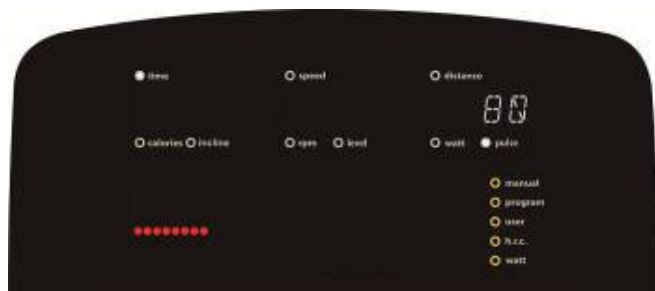 time speed distance
80
calories incline rpm level watt pulse
manual
program
user
h.r.c.
watt